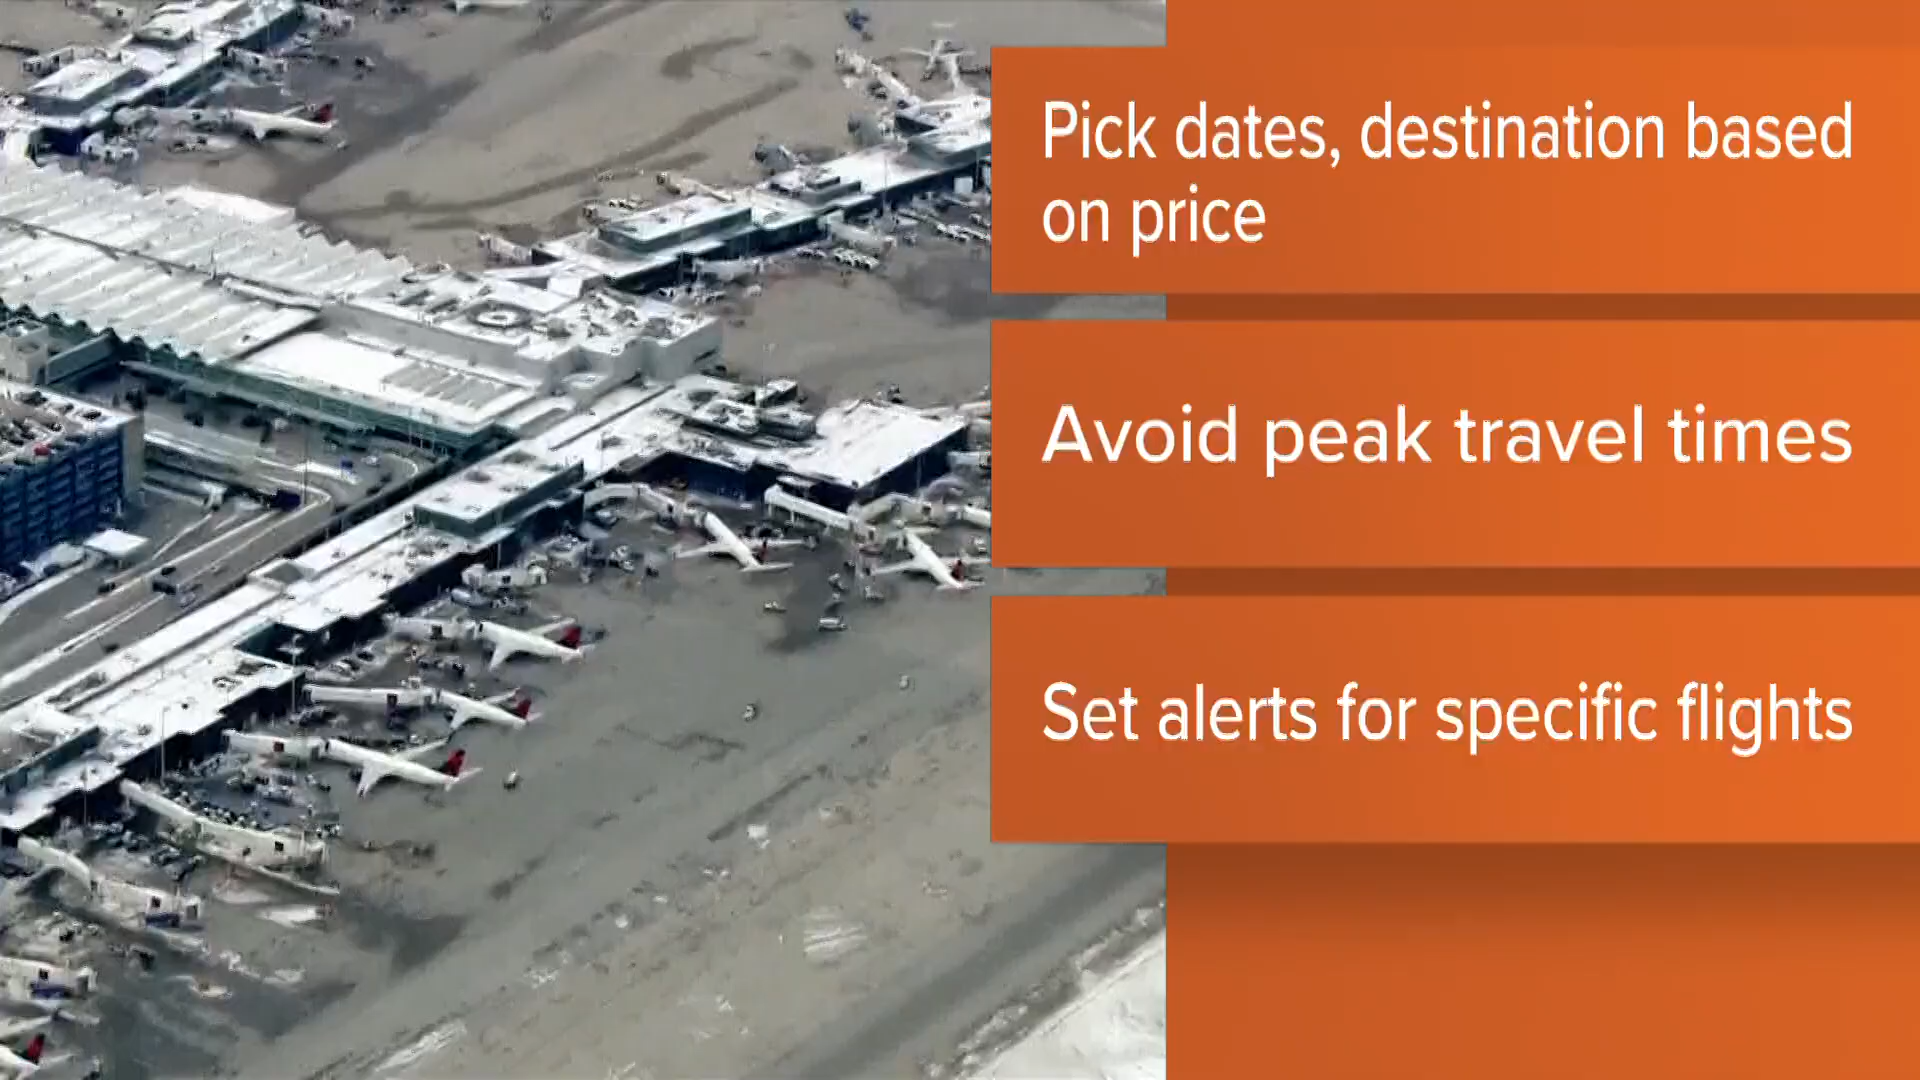 Pick dates, destination based
on price
Avoid peak travel times
Set alerts for specific flights